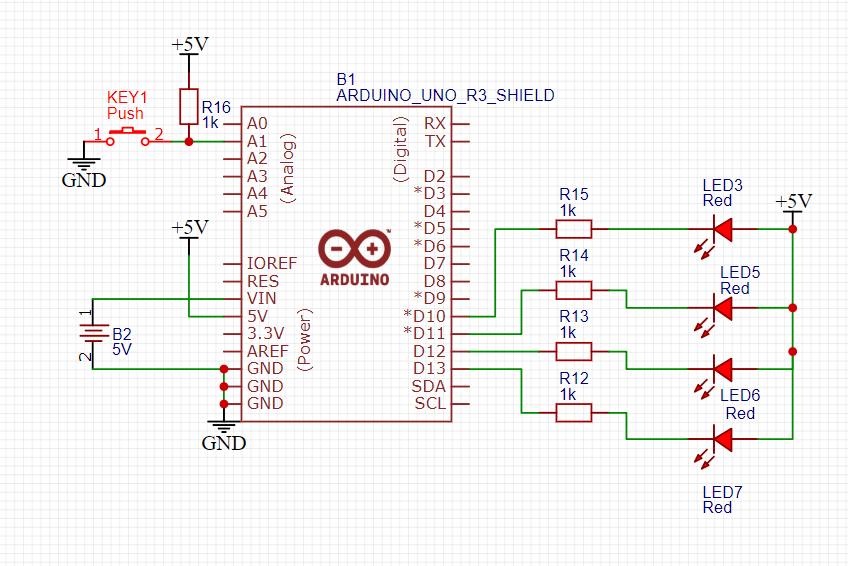 +5V
B1
ARDUINO_UNO_R3_SHIELD
KEY1
Push
1
2
R16
1k
GND
A0
A1
A2
A3
A4
A5
(Analog)
(Digital)
RX
TX
D2
*D3
D4
*D5
*D6
D7
D8
*D9
*D10
*D11
D12
D13
SDA
SCL
+5V
IOREF
RES
VIN
5V
3.3V
AREF
GND
GND
GND
(Power)
ARDUINO
TM
1
B2
5V
2
GND
R15
1k
R14
1k
R13
1k
R12
1k
LED3
Red
+5V
LED5
Red
LED6
Red
LED7
Red